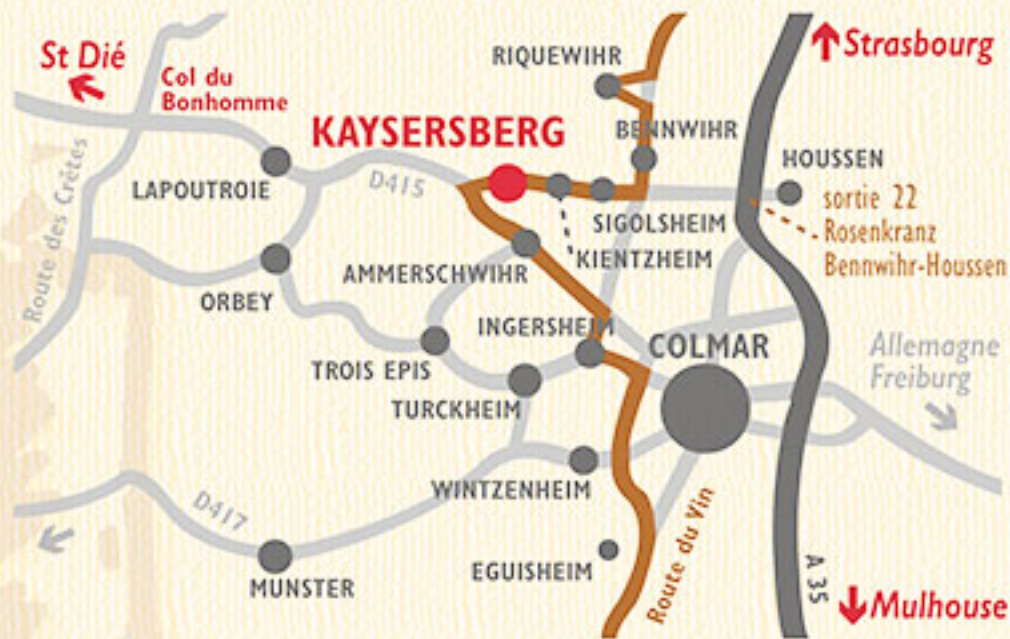 St Dié
Col du
Bonhomme
RIQUEWIHR
Strasbourg
KAYSERSBERG
BENNWIHR
HOUSSEN
LAPOUTROIE
D415
sortie 22
Rosenkranz
Bennwihr-Houssen
SIGOLSHEIM
KIENTZHEIM
Route des Crêtes
AMMERSCHWIHR
ORBEY
INGERSHEIM
COLMAR
Allemagne
Freiburg
TROIS EPIS
TURCKHEIM
WINTZENHEIM
D417
MUNSTER
EGUISHEIM
Route du Vin
A 35
Mulhouse